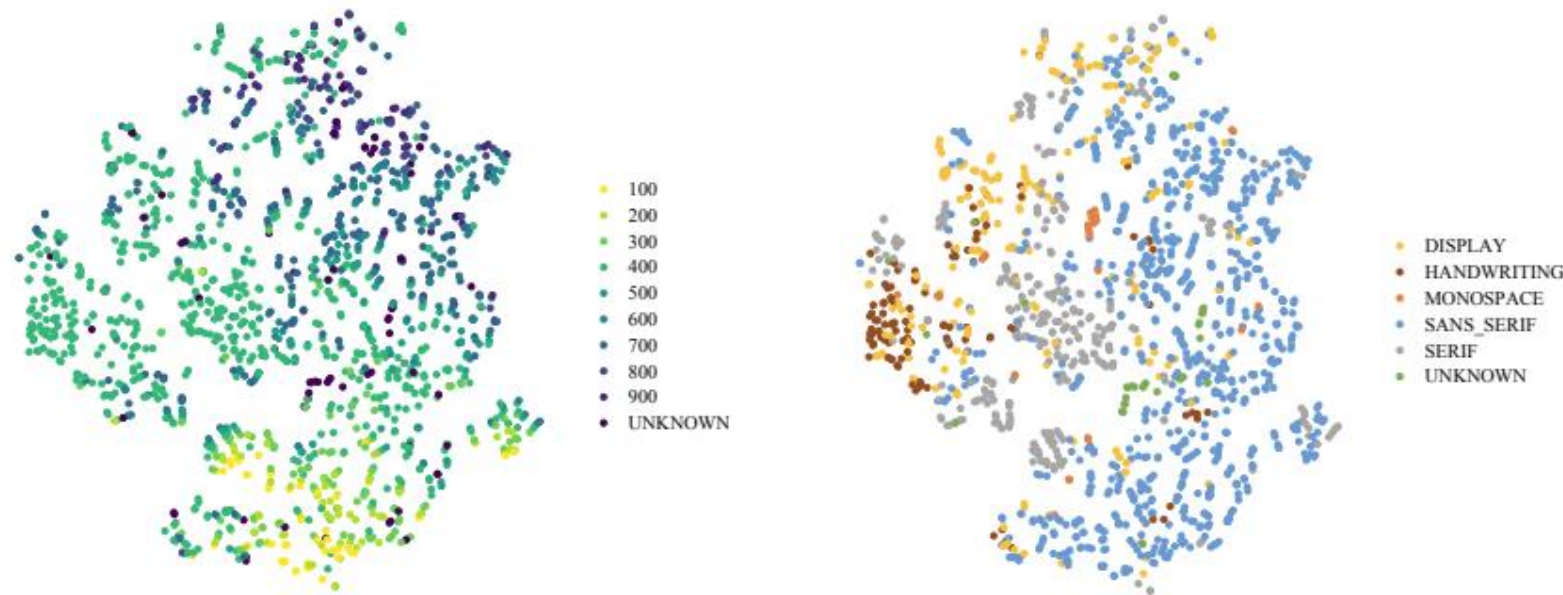 100
200
300
400
500
600
700
800
900
UNKNOWN
DISPLAY
HANDWRITING
MONOSPACE
SANS_SERIF
SERIF
UNKNOWN